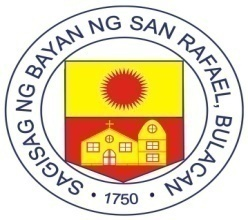 SAGISAG NG BAYAN NG SAN RAFAEL, BULACAN
• 1750 •